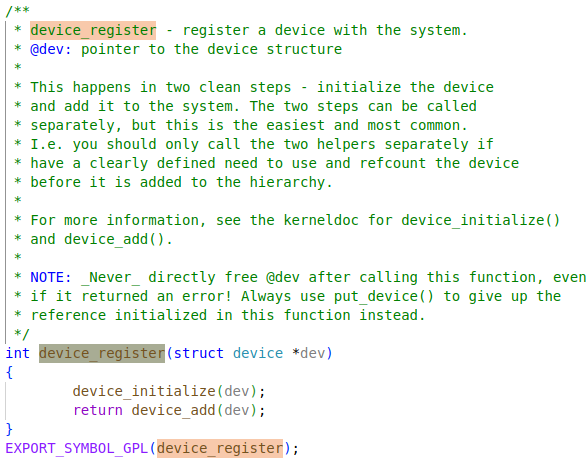 /**
 * device_register - register a device with the system.
 * @dev: pointer to the device structure
 *
 * This happens in two clean steps - initialize the device
 * and add it to the system. The two steps can be called
 * separately, but this is the easiest and most common.
 * I.e. you should only call the two helpers separately if
 * have a clearly defined need to use and refcount the device
 * before it is added to the hierarchy.
 *
 * For more information, see the kerneldoc for device_initialize()
 * and device_add().
 *
 * NOTE: _Never_ directly free @dev after calling this function, even
 * if it returned an error! Always use put_device() to give up the
 * reference initialized in this function instead.
 */
int device_register(struct device *dev)
{
        device_initialize(dev);
        return device_add(dev);
}
EXPORT_SYMBOL_GPL(device_register);